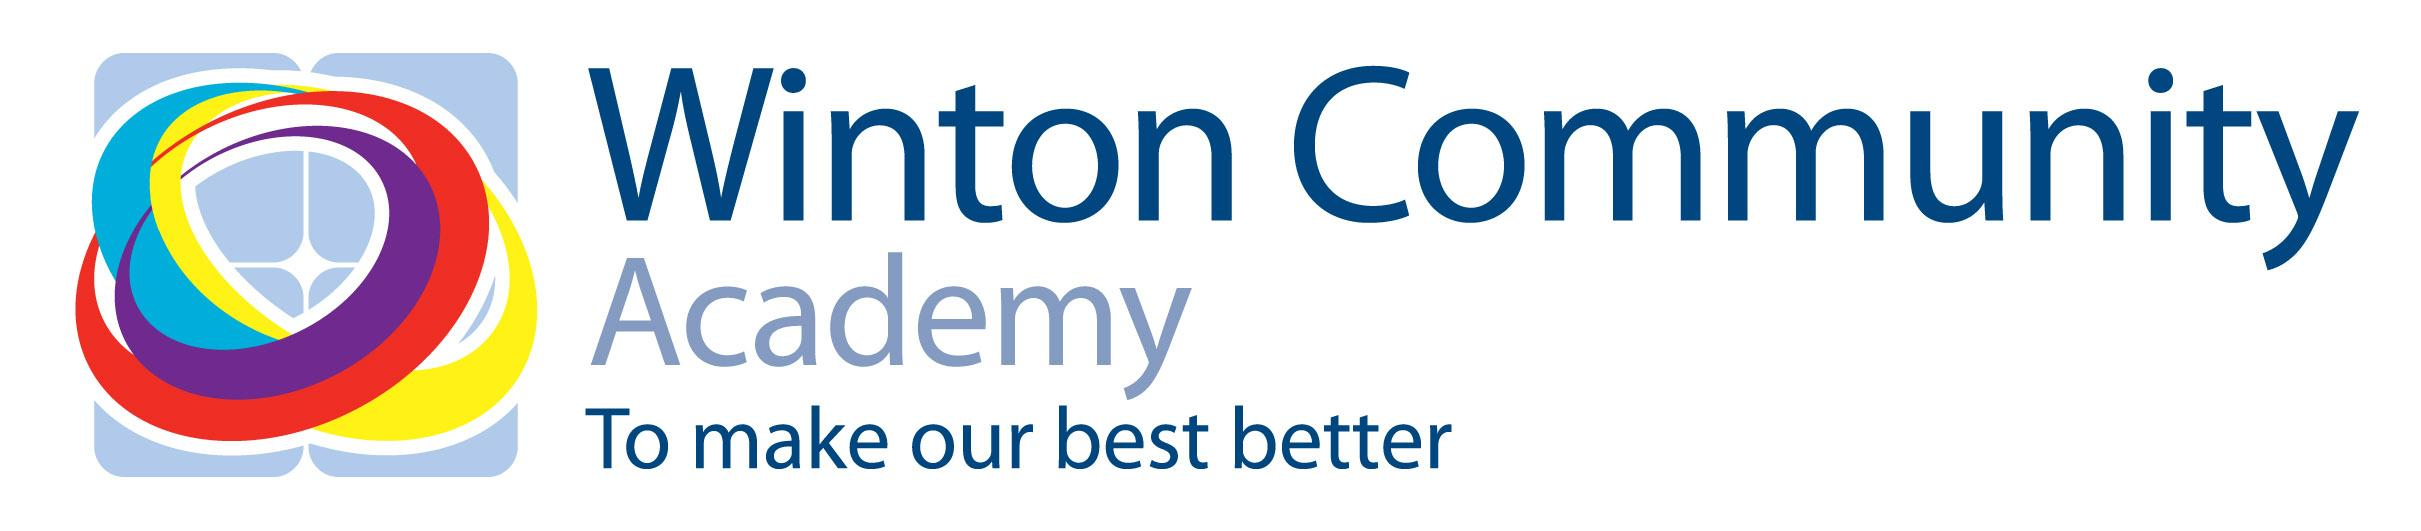 Winton Community
Academy
To make our best better